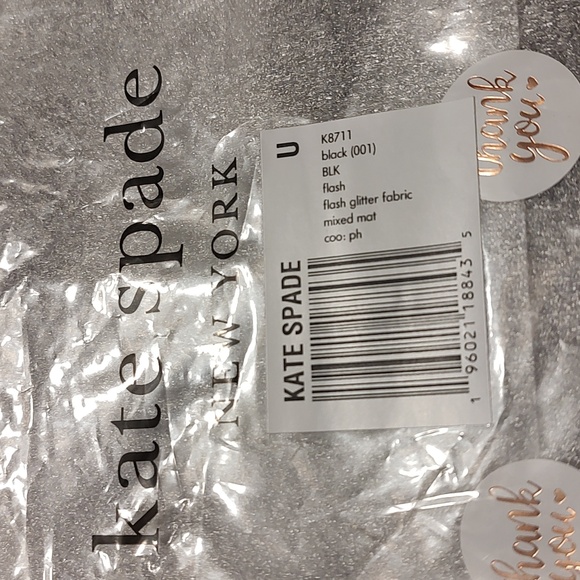 kate spade
NEW YORK
KATE SPADE
U
K8711
black (001)
BLK
flash
flash glitter fabric
mixed mat
coo: ph
1 96021 18843 5
thank
you
thank
you